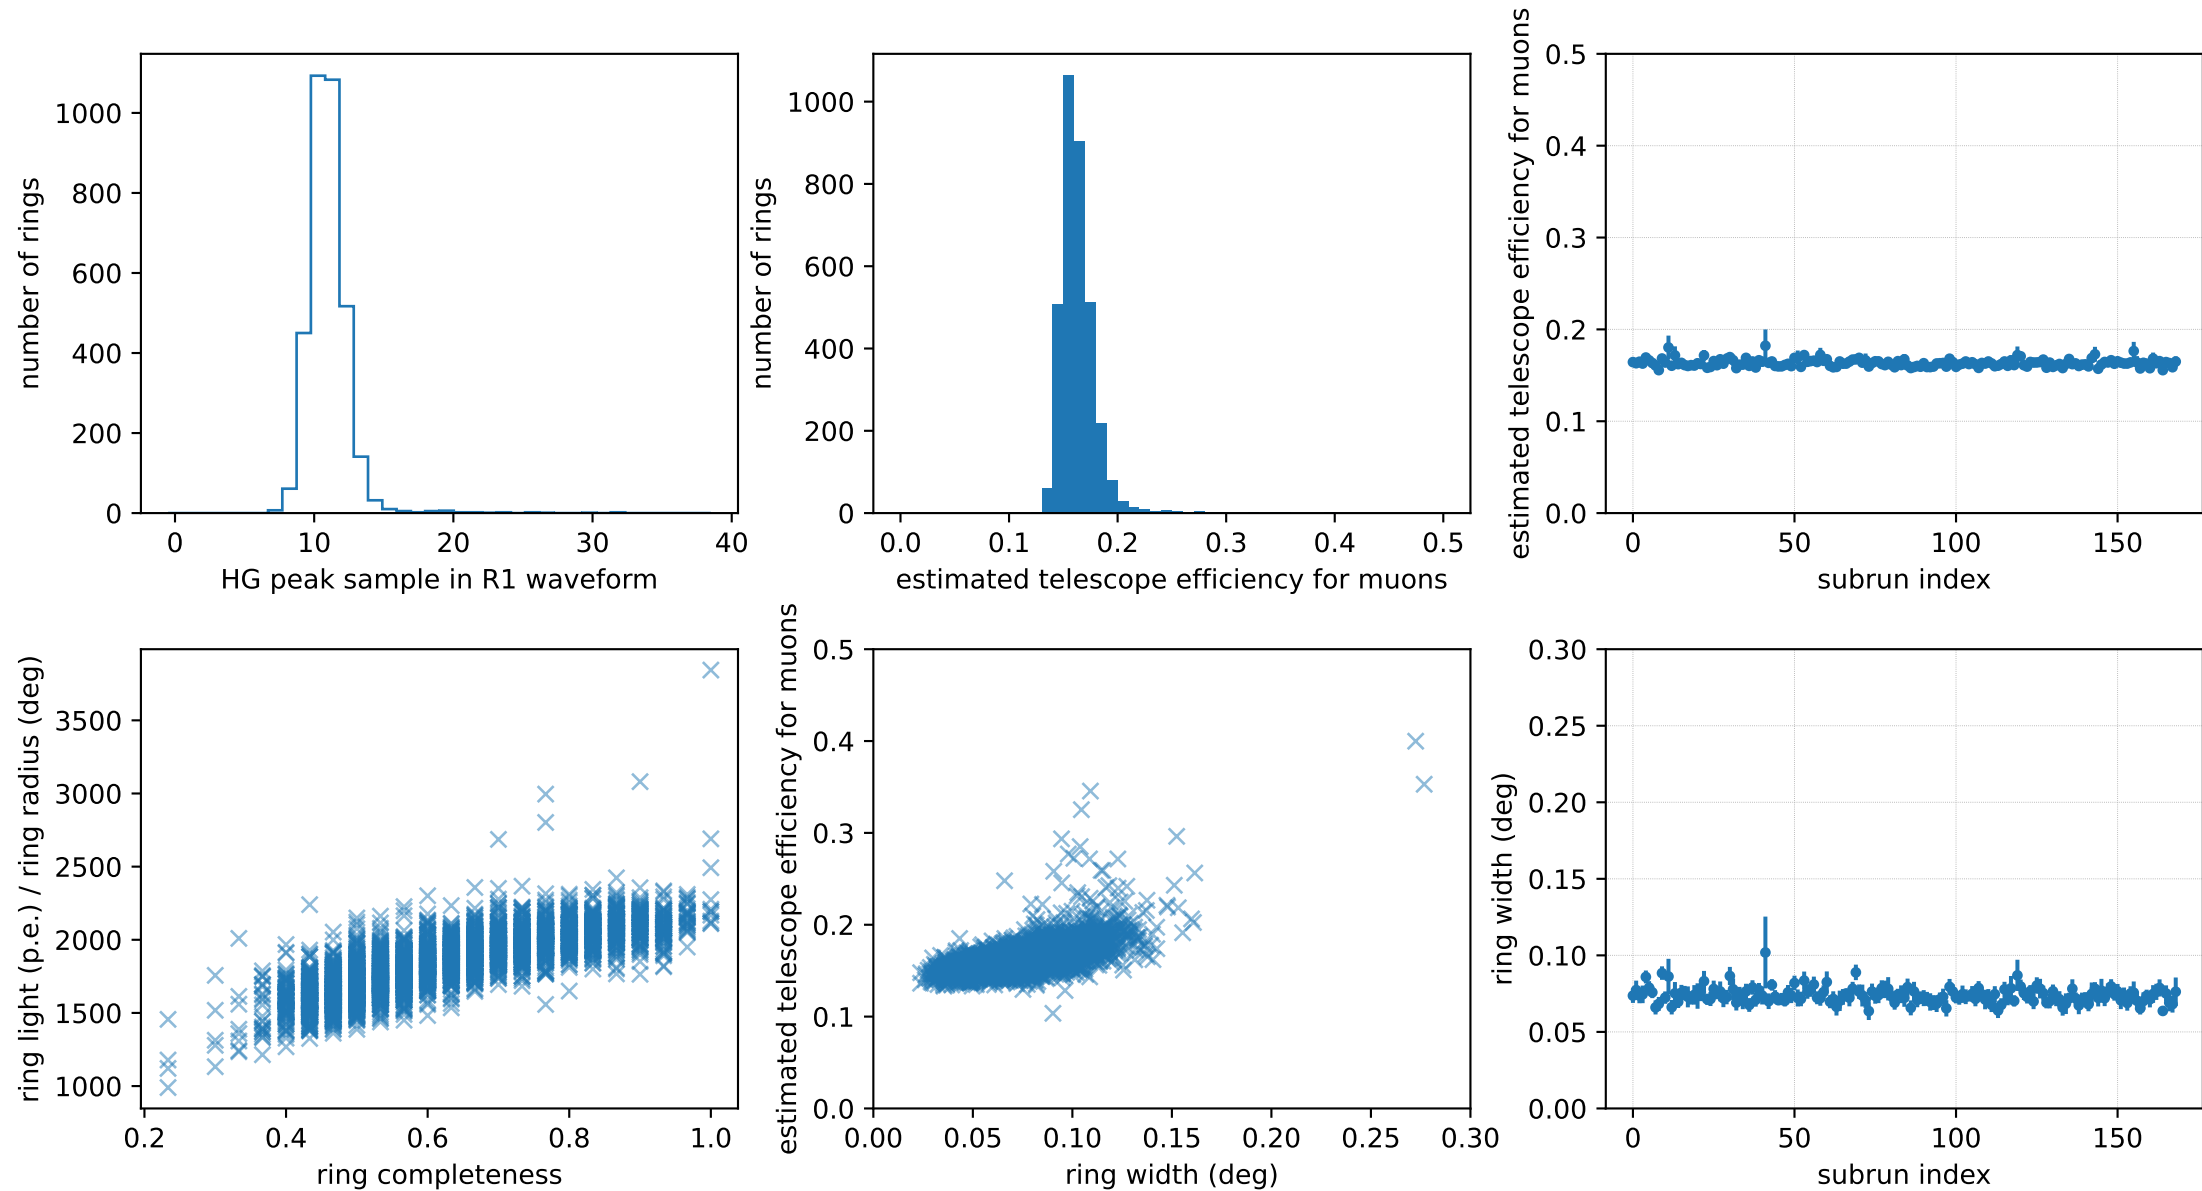 number of rings
1000
800
600
400
200
0
0 10 20 30 40
HG peak sample in R1 waveform
number of rings
1000
800
600
400
200
0
0.0 0.1 0.2 0.3 0.4 0.5
estimated telescope efficiency for muons
estimated telescope efficiency for muons
0.5
0.4
0.3
0.2
0.1
0.0
0 50 100 150
subrun index
ring light (p.e.) / ring radius (deg)
3500
3000
2500
2000
1500
1000
0.2 0.4 0.6 0.8 1.0
ring completeness
estimated telescope efficiency for muons
0.5
0.4
0.3
0.2
0.1
0.0
0.00 0.05 0.10 0.15 0.20 0.25 0.30
ring width (deg)
ring width (deg)
0.30
0.25
0.20
0.15
0.10
0.05
0.00
0 50 100 150
subrun index